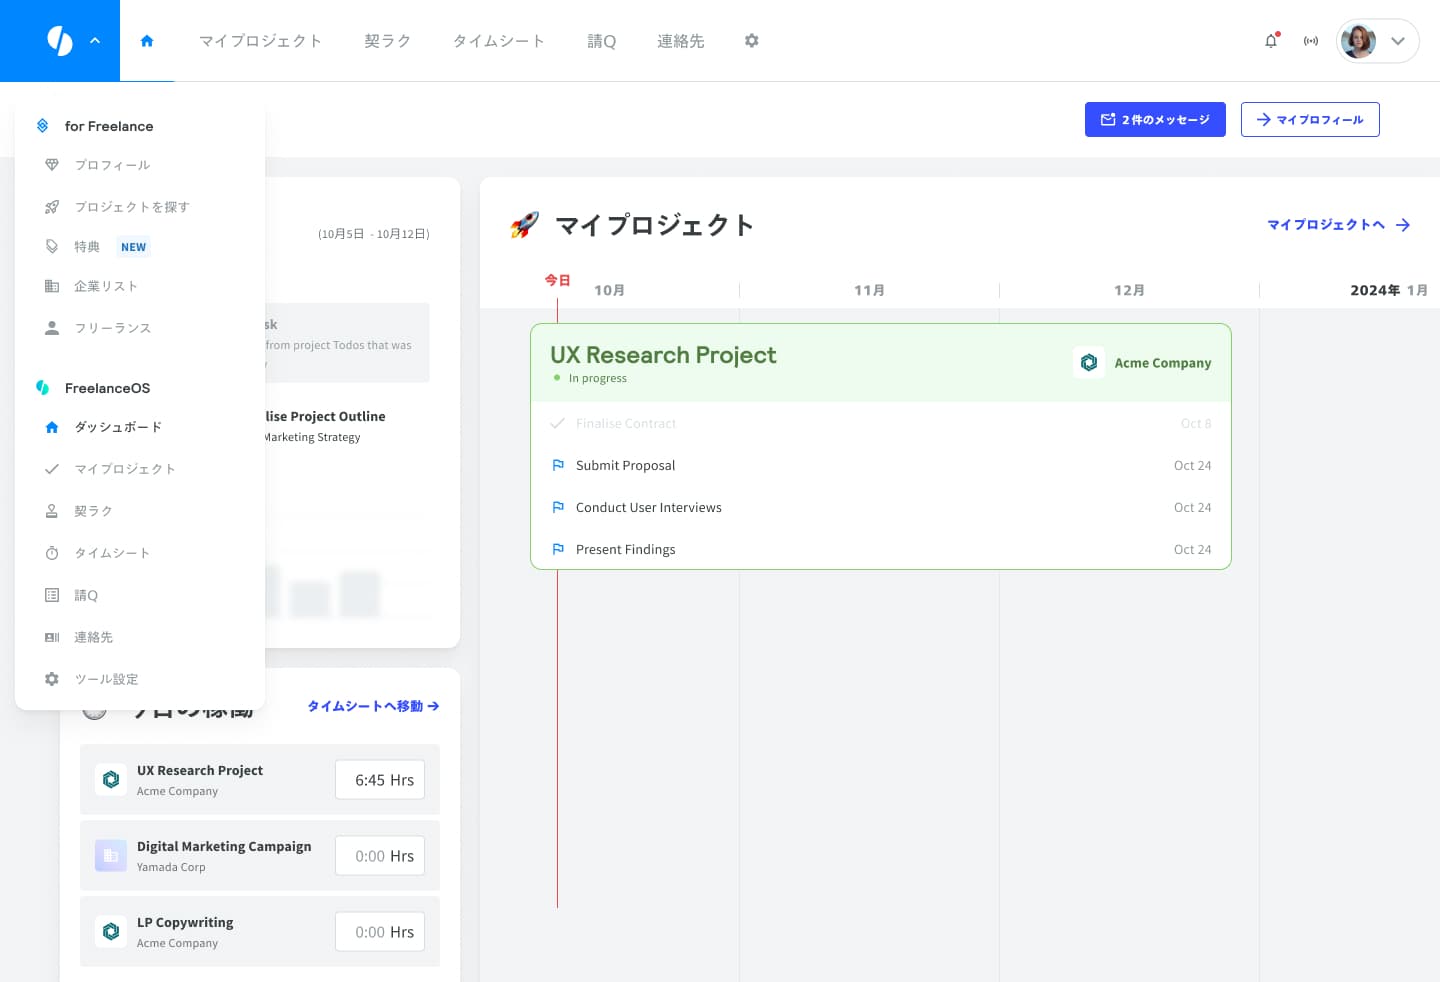 マイプロジェクト
契ラク
タイムシート
請Q
連絡先
2 件のメッセージ
マイプロフィール
for Freelance
プロフィール
プロジェクトを探す
特典 NEW
企業リスト
フリーランス
FreelanceOS
ダッシュボード
マイプロジェクト
契ラク
タイムシート
請Q
連絡先
ツール設定
(10月5日 - 10月12日)
sk
from project Todos that was
lise Project Outline
Marketing Strategy
タイムシートへ移動
UX Research Project
Acme Company
6:45 Hrs
Digital Marketing Campaign
Yamada Corp
0:00 Hrs
LP Copywriting
Acme Company
0:00 Hrs
マイプロジェクト
マイプロジェクトへ
今日
10月
11月
12月
2024年 1月
UX Research Project
In progress
Acme Company
Finalise Contract
Oct 8
Submit Proposal
Oct 24
Conduct User Interviews
Oct 24
Present Findings
Oct 24